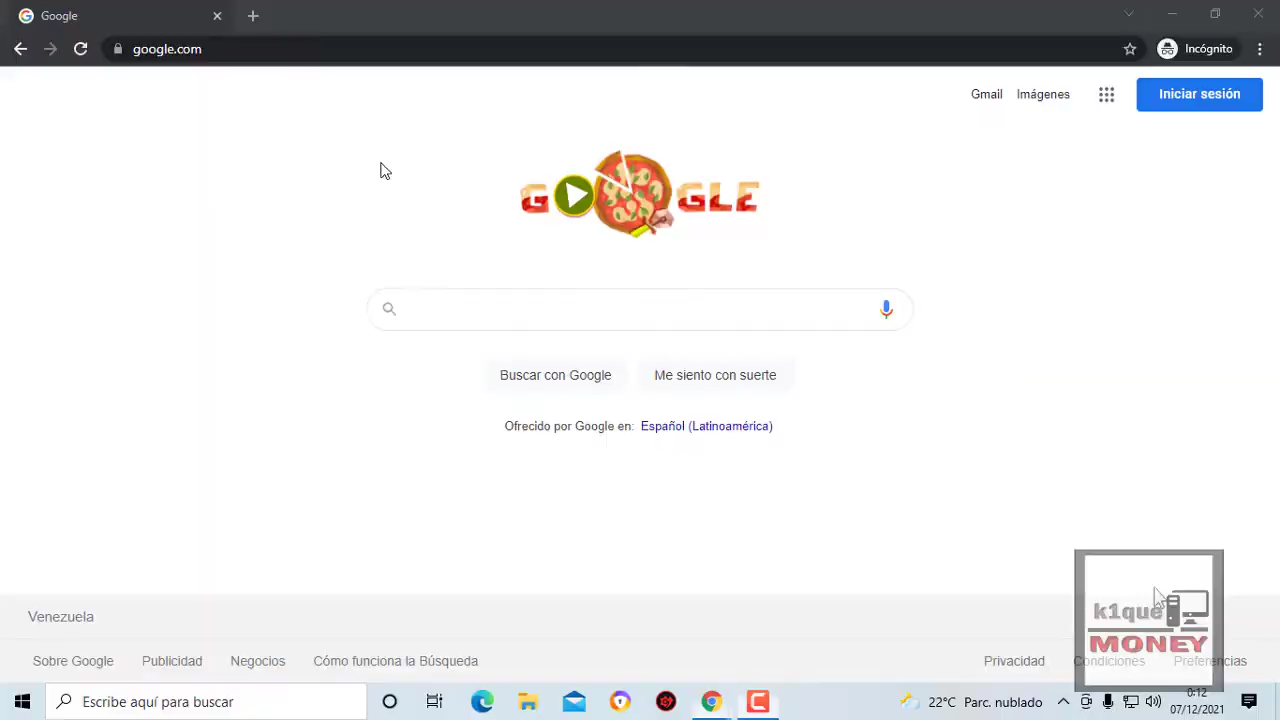 Google
google.com
Incógnito
Gmail Imágenes Iniciar sesión
G GLE
Buscar con Google Me siento con suerte
Ofrecido por Google en: Español (Latinoamérica)
Venezuela
k1que
MONEY
Sobre Google Publicidad Negocios Cómo funciona la Búsqueda Privacidad Condiciones Preferencias
Escribe aquí para buscar 22°C Parc. nublado 0:12
07/12/2021